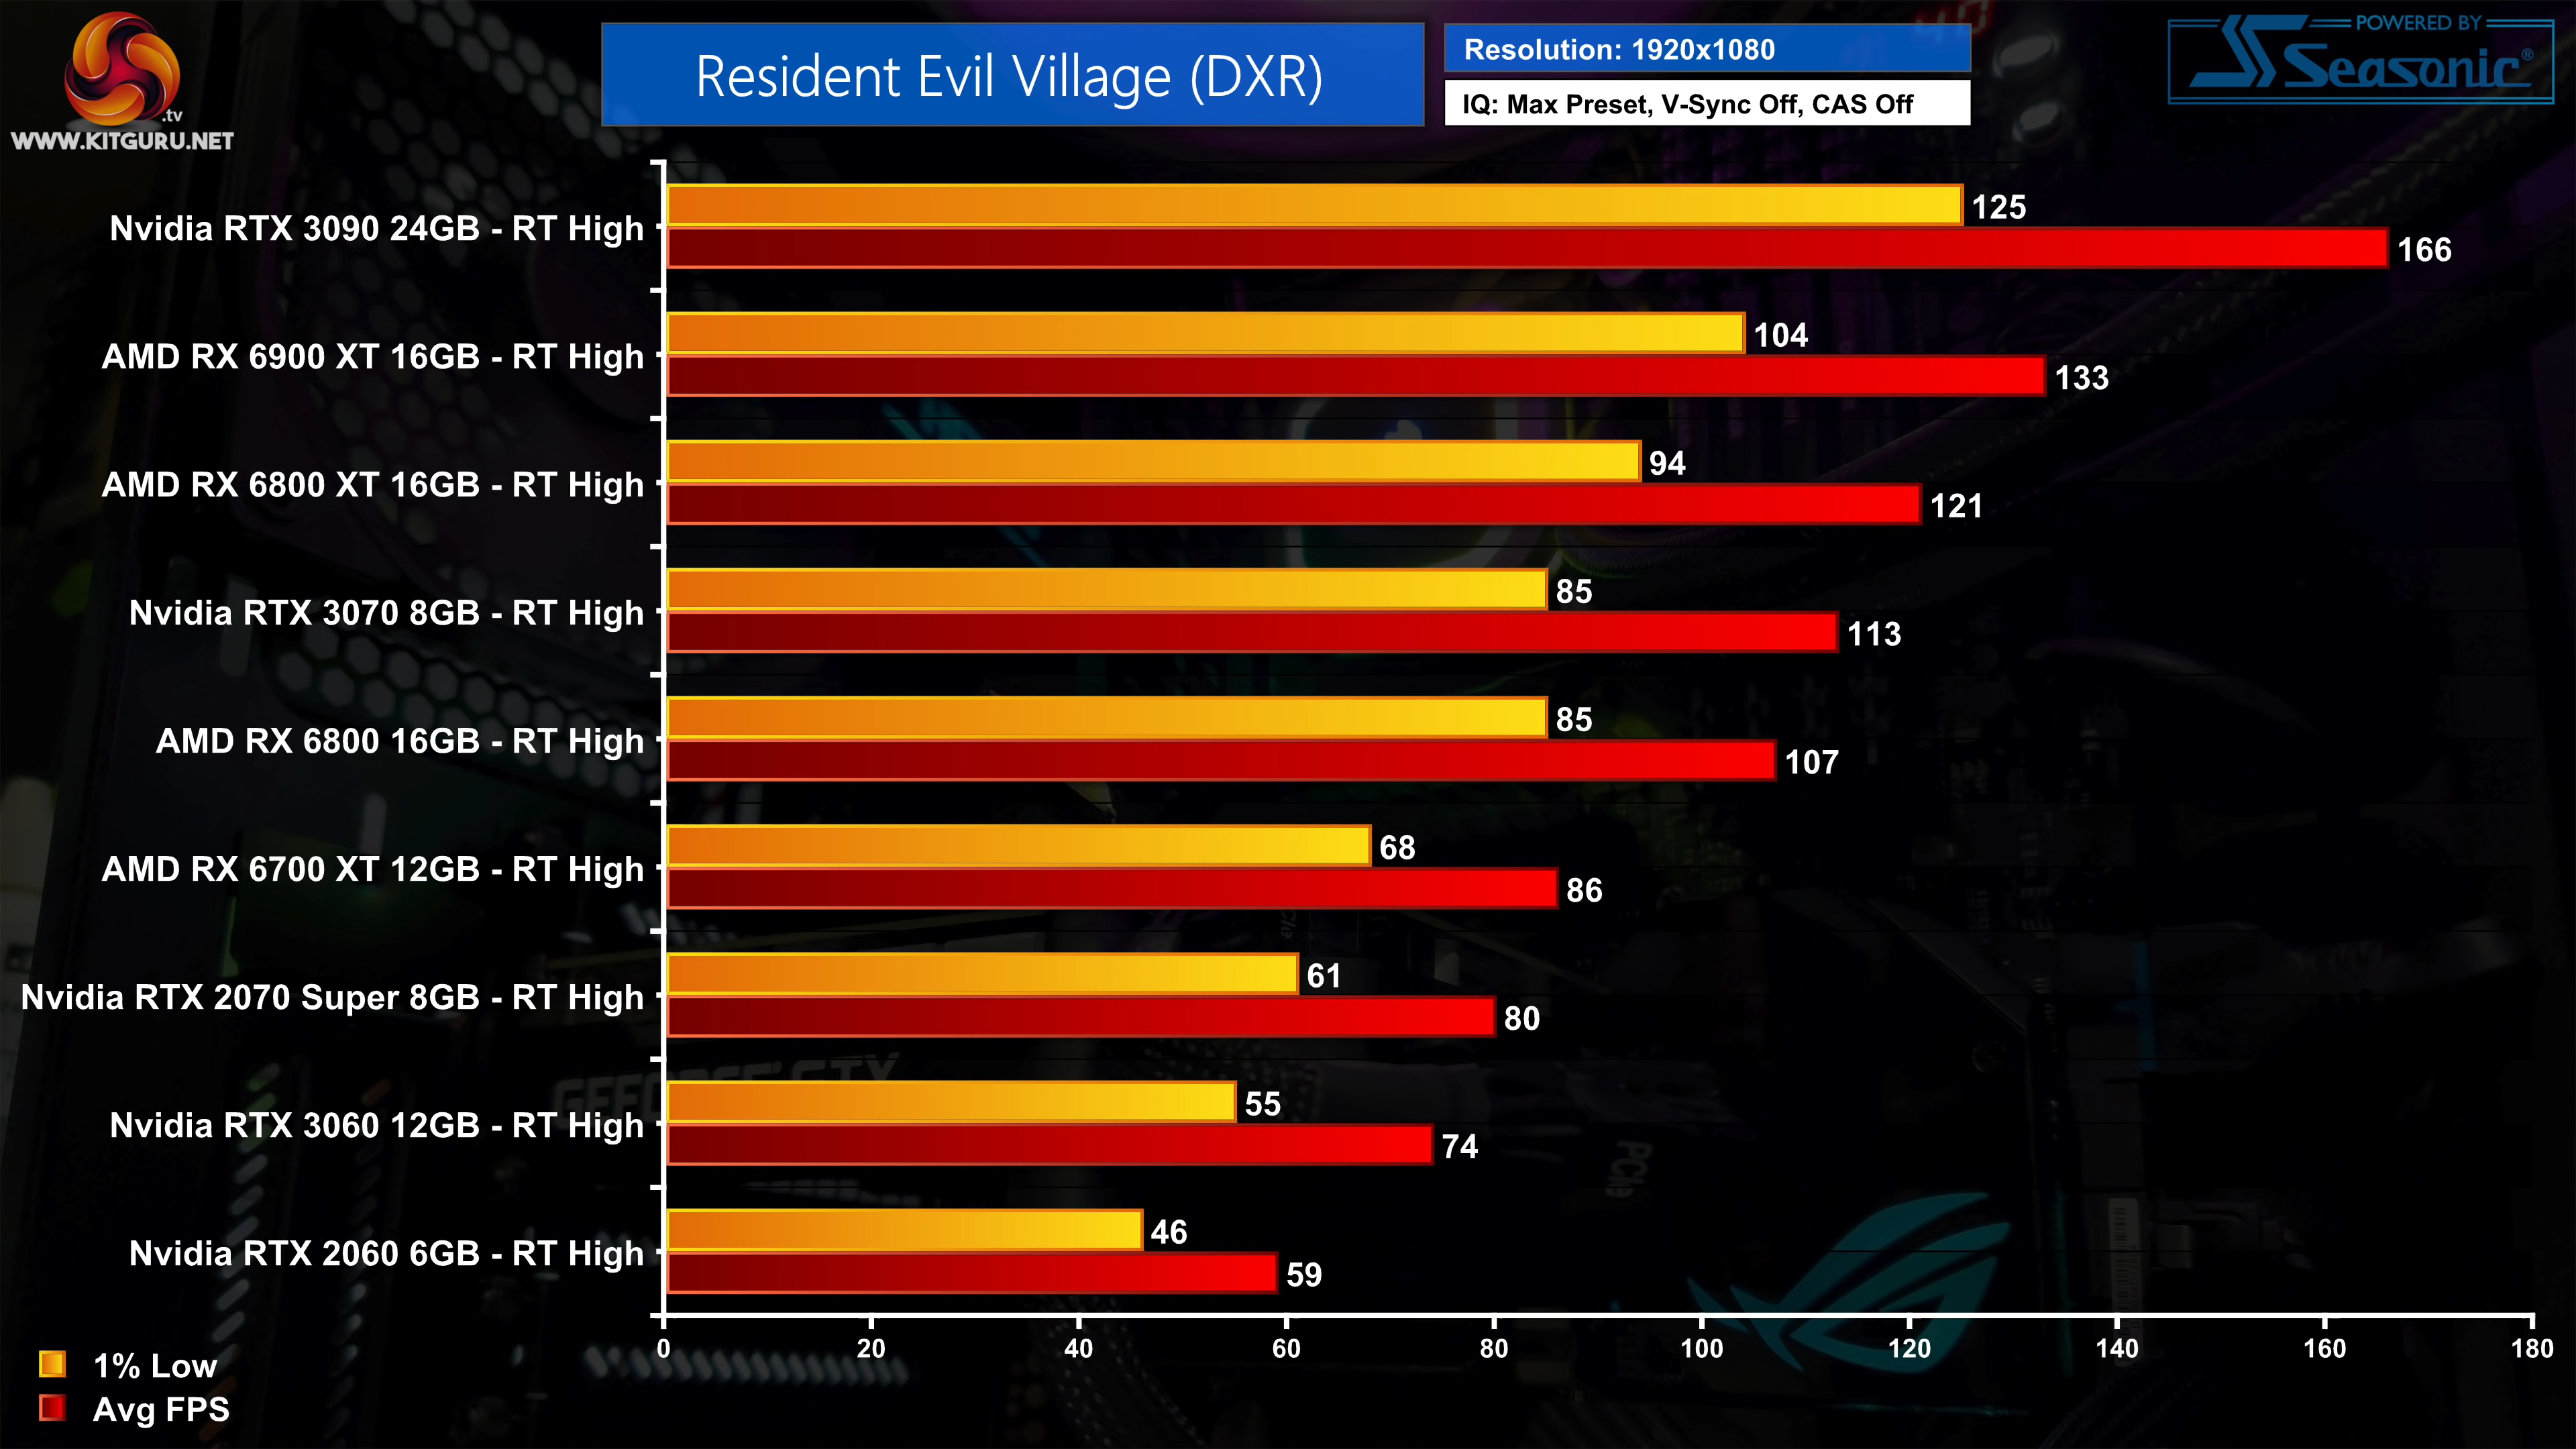 .tv
WWW.KITGURU.NET
Resident Evil Village (DXR)
Resolution: 1920x1080
IQ: Max Preset, V-Sync Off, CAS Off
POWERED BY
Seasonic®
Nvidia RTX 3090 24GB - RT High
125
166
AMD RX 6900 XT 16GB - RT High
104
133
AMD RX 6800 XT 16GB - RT High
94
121
Nvidia RTX 3070 8GB - RT High
85
113
AMD RX 6800 16GB - RT High
85
107
AMD RX 6700 XT 12GB - RT High
68
86
Nvidia RTX 2070 Super 8GB - RT High
61
80
GEFORCE GTX
Nvidia RTX 3060 12GB - RT High
55
74
PCIe
Nvidia RTX 2060 6GB - RT High
46
59
0 20 40 60 80 100 120 140 160 180
1% Low
Avg FPS